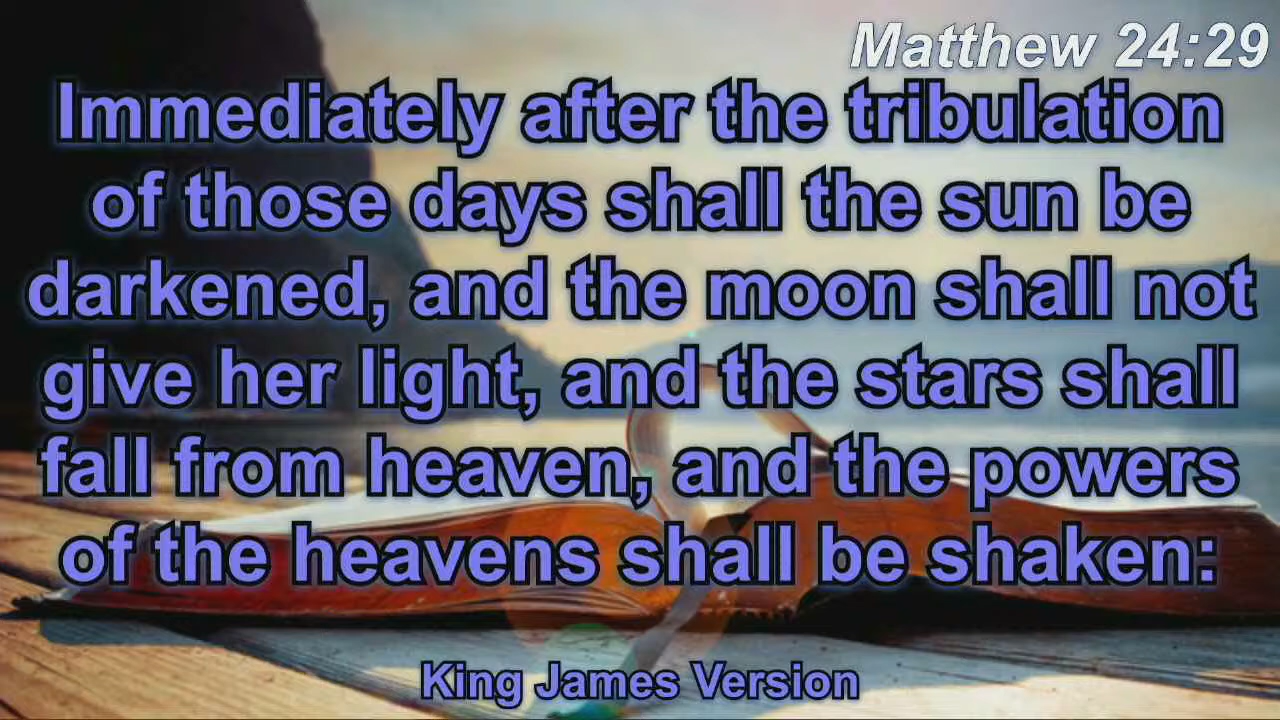 Matthew 24:29
Immediately after the tribulation
of those days shall the sun be
darkened, and the moon shall not
give her light, and the stars shall
fall from heaven, and the powers
of the heavens shall be shaken:
King James Version